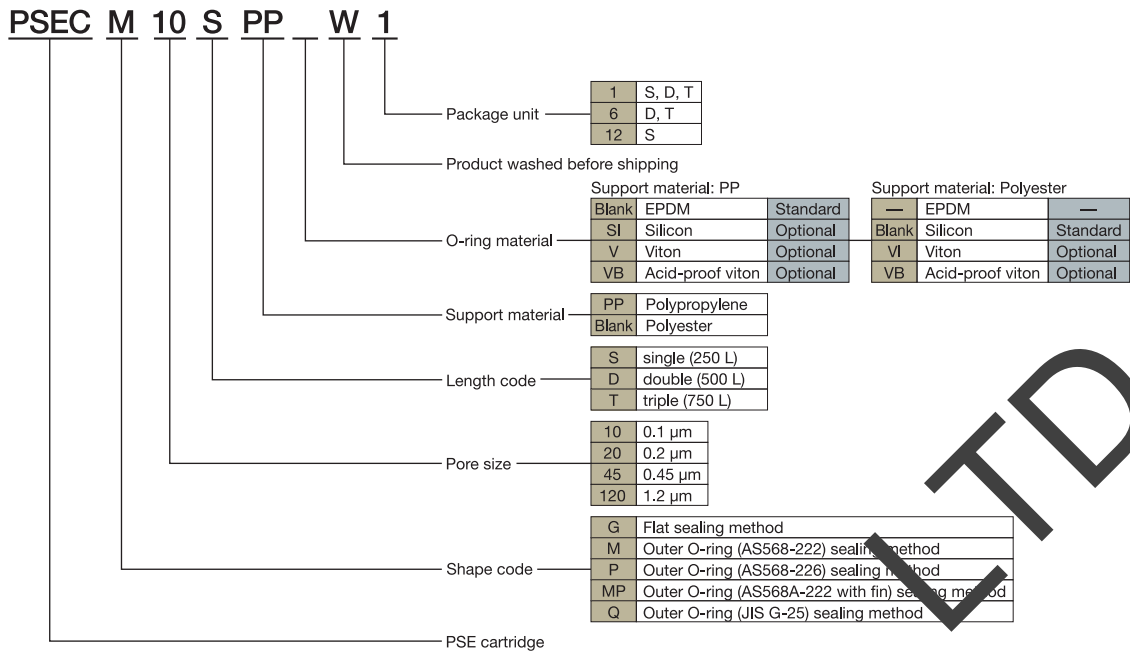 PSEC M 10 S PP _ W 1
Package unit
1 S, D, T
6 D, T
12 S
Product washed before shipping
O-ring material
Support material: PP
Blank EPDM Standard
SI Silicon Optional
V Viton Optional
VB Acid-proof viton Optional
Support material: Polyester
— EPDM —
Blank Silicon Standard
VI Viton Optional
VB Acid-proof viton Optional
Support material
PP Polypropylene
Blank Polyester
Length code
S single (250 L)
D double (500 L)
T triple (750 L)
Pore size
10 0.1 µm
20 0.2 µm
45 0.45 µm
120 1.2 µm
Shape code
G Flat sealing method
M Outer O-ring (AS568-222) sealing method
P Outer O-ring (AS568-226) sealing method
MP Outer O-ring (AS568A-222 with fin) sealing method
Q Outer O-ring (JIS G-25) sealing method
PSE cartridge
LTD